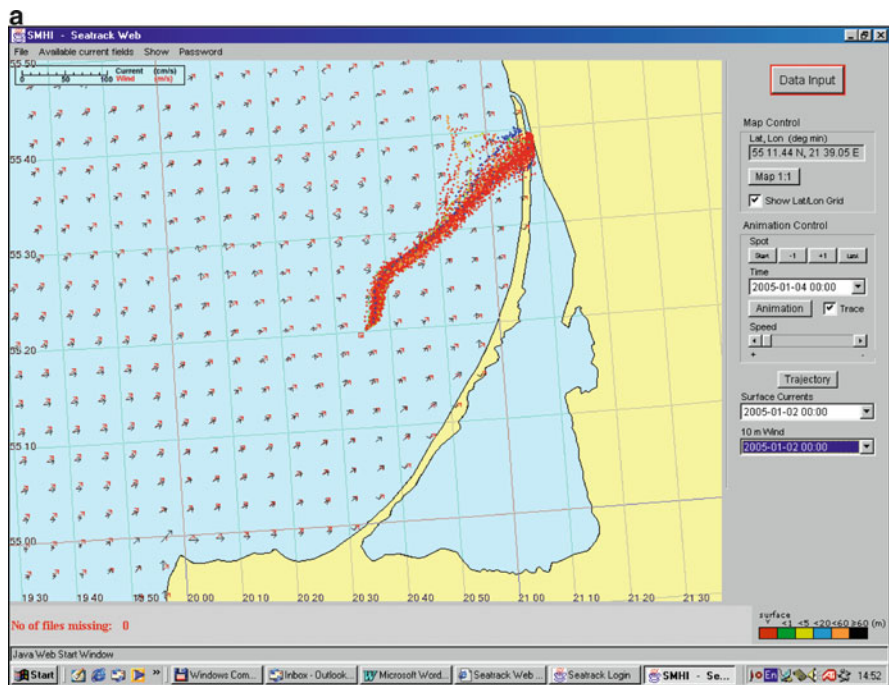 a
SMHI - Seatrack Web
File Available current fields Show Password
55 50
Current (cm/s)
Wind (m/s)
0 50 100
55 40
55 30
55 20
55 10
55 00
19 30 19 40 19 50 20 00 20 10 20 20 20 30 20 40 20 50 21 00 21 10 21 20 21 30
Data Input
Map Control
Lat, Lon (deg min)
55 11.44 N, 21 39.05 E
Map 1:1
Show Lat/Lon Grid
Animation Control
Spot
Start -1 +1 Last
Time
2005-01-04 00:00
Animation Trace
Speed
+ -
Trajectory
Surface Currents
2005-01-02 00:00
10 m Wind
2005-01-02 00:00
No of files missing: 0
surface
<1 <5 <20 <60 ≥60 (m)
Java Web Start Window
Start » Windows Com... Inbox - Outlook... Microsoft Word... Seatrack Web ... Seatrack Login SMHI - Se... En 14:52